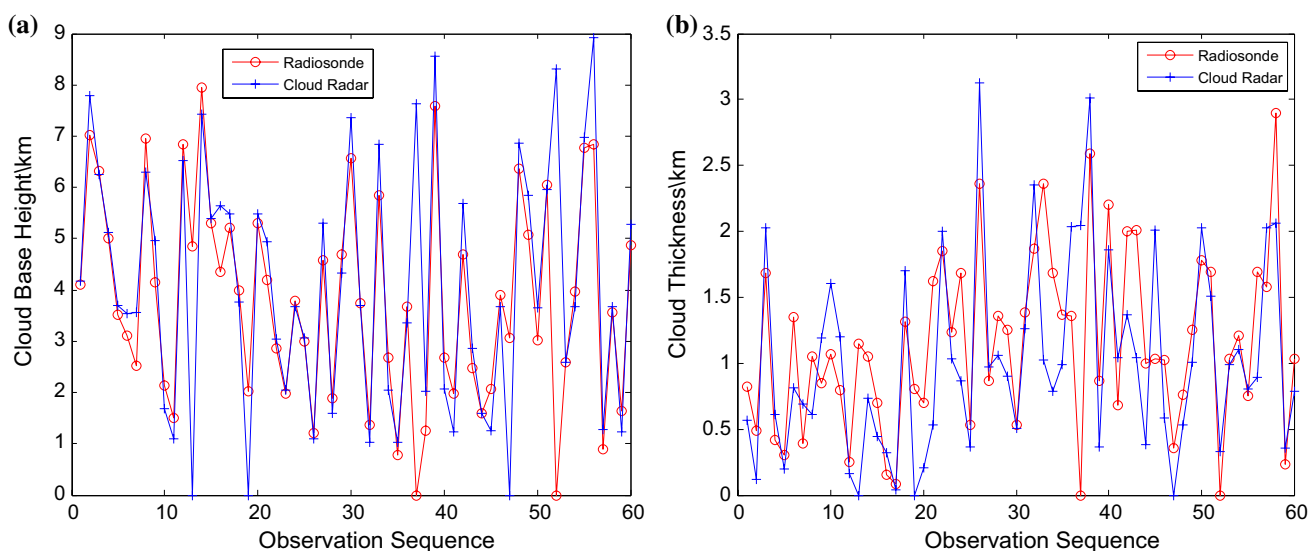 (a)
Cloud Base Height\km
9
8
7
6
5
4
3
2
1
0
0 10 20 30 40 50 60
Observation Sequence
Radiosonde
Cloud Radar
(b)
Cloud Thickness\km
3.5
3
2.5
2
1.5
1
0.5
0
0 10 20 30 40 50 60
Observation Sequence
Radiosonde
Cloud Radar